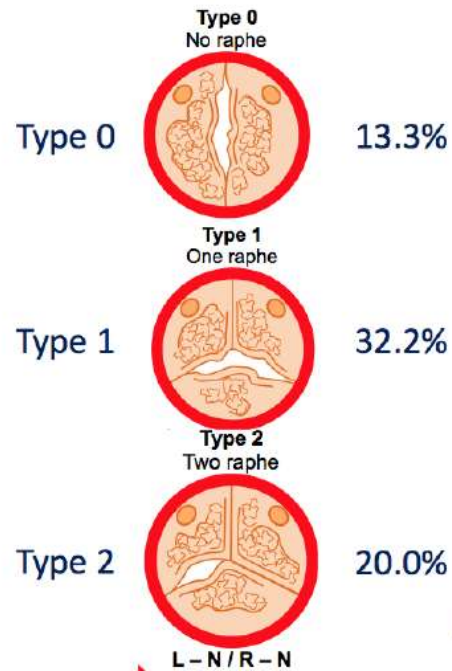 Type 0
No raphe
Type 0 13.3%
Type 1
One raphe
Type 1 32.2%
Type 2
Two raphe
Type 2 20.0%
L – N / R – N